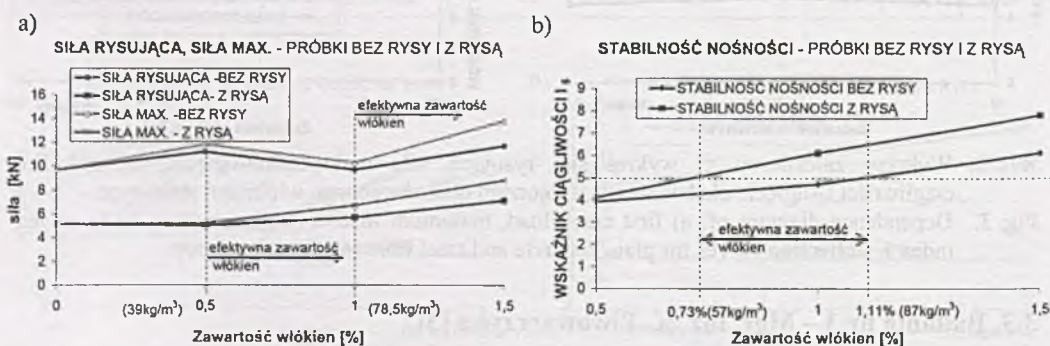 a)
SIŁA RYSUJĄCA, SIŁA MAX. - PRÓBKI BEZ RYSY I Z RYSĄ
SIŁA RYSUJĄCA -BEZ RYSY
SIŁA RYSUJĄCA- Z RYSĄ
SIŁA MAX. -BEZ RYSY
SIŁA MAX. - Z RYSĄ
siła [kN]
16
14
12
10
8
6
4
2
0
efektywna zawartość
włókien
efektywna zawartość
włókien
0
0,5
1
1,5
(39kg/m³)
(78,5kg/m³)
Zawartość włókien [%]
b)
STABILNOŚĆ NOŚNOŚCI - PRÓBKI BEZ RYSY I Z RYSĄ
STABILNOŚĆ NOŚNOŚCI BEZ RYSY
STABILNOŚĆ NOŚNOŚCI Z RYSĄ
WSKAŹNIK CIĄGLIWOŚCI
9
8
7
6
5
4
3
2
1
0
efektywna zawartość
włókien
0,5
0,73%(57kg/m³)
1
1,11% (87kg/m³)
1,5
Zawartość włókien [%]